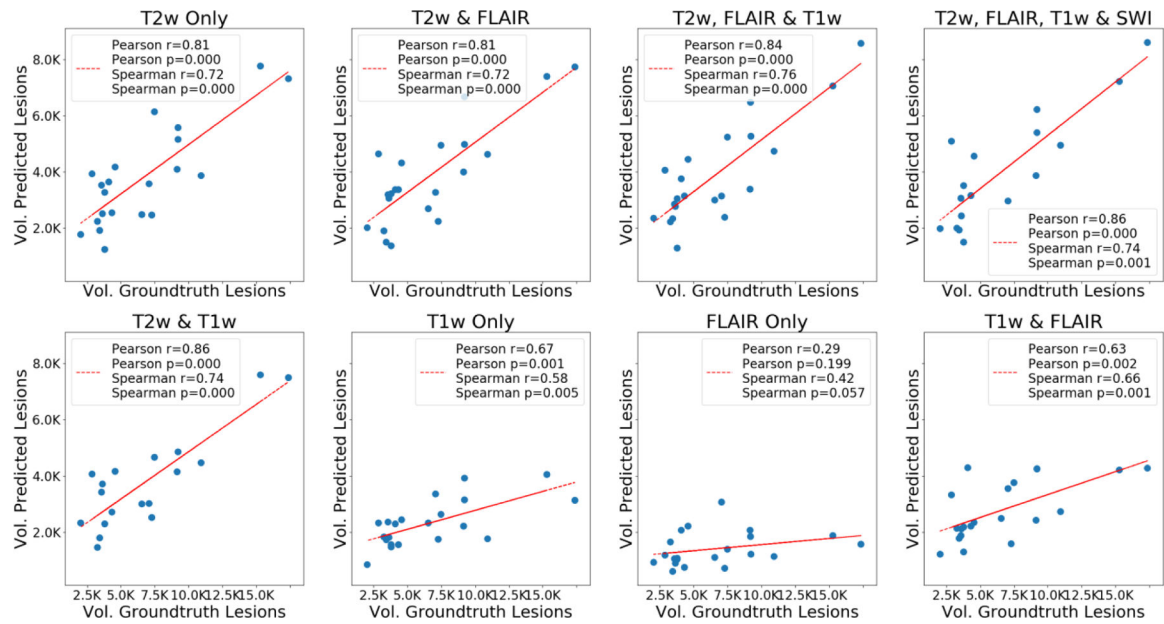 T2w Only
Pearson r=0.81
Pearson p=0.000
Spearman r=0.72
Spearman p=0.000
8.0K
6.0K
4.0K
2.0K
Vol. Predicted Lesions
Vol. Groundtruth Lesions
T2w & FLAIR
Pearson r=0.81
Pearson p=0.000
Spearman r=0.72
Spearman p=0.000
Vol. Predicted Lesions
Vol. Groundtruth Lesions
T2w, FLAIR & T1w
Pearson r=0.84
Pearson p=0.000
Spearman r=0.76
Spearman p=0.000
Vol. Predicted Lesions
Vol. Groundtruth Lesions
T2w, FLAIR, T1w & SWI
Pearson r=0.86
Pearson p=0.000
Spearman r=0.74
Spearman p=0.001
Vol. Predicted Lesions
Vol. Groundtruth Lesions
T2w & T1w
Pearson r=0.86
Pearson p=0.000
Spearman r=0.74
Spearman p=0.000
8.0K
6.0K
4.0K
2.0K
Vol. Predicted Lesions
2.5K 5.0K 7.5K 10.0K 12.5K 15.0K
Vol. Groundtruth Lesions
T1w Only
Pearson r=0.67
Pearson p=0.001
Spearman r=0.58
Spearman p=0.005
Vol. Predicted Lesions
2.5K 5.0K 7.5K 10.0K 12.5K 15.0K
Vol. Groundtruth Lesions
FLAIR Only
Pearson r=0.29
Pearson p=0.199
Spearman r=0.42
Spearman p=0.057
Vol. Predicted Lesions
2.5K 5.0K 7.5K 10.0K 12.5K 15.0K
Vol. Groundtruth Lesions
T1w & FLAIR
Pearson r=0.63
Pearson p=0.002
Spearman r=0.66
Spearman p=0.001
Vol. Predicted Lesions
2.5K 5.0K 7.5K 10.0K 12.5K 15.0K
Vol. Groundtruth Lesions